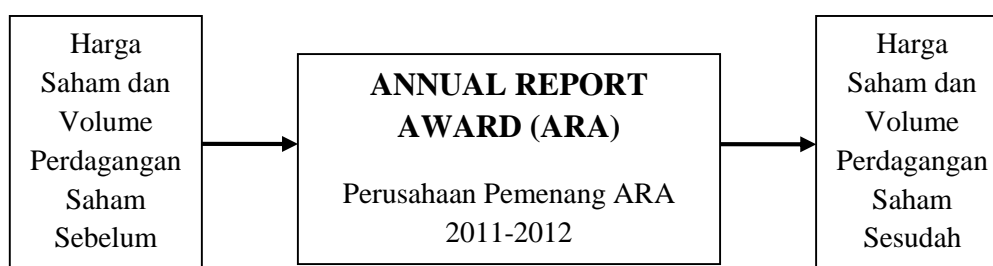 Harga
Saham dan
Volume
Perdagangan
Saham
Sebelum
ANNUAL REPORT
AWARD (ARA)
Perusahaan Pemenang ARA
2011-2012
Harga
Saham dan
Volume
Perdagangan
Saham
Sesudah